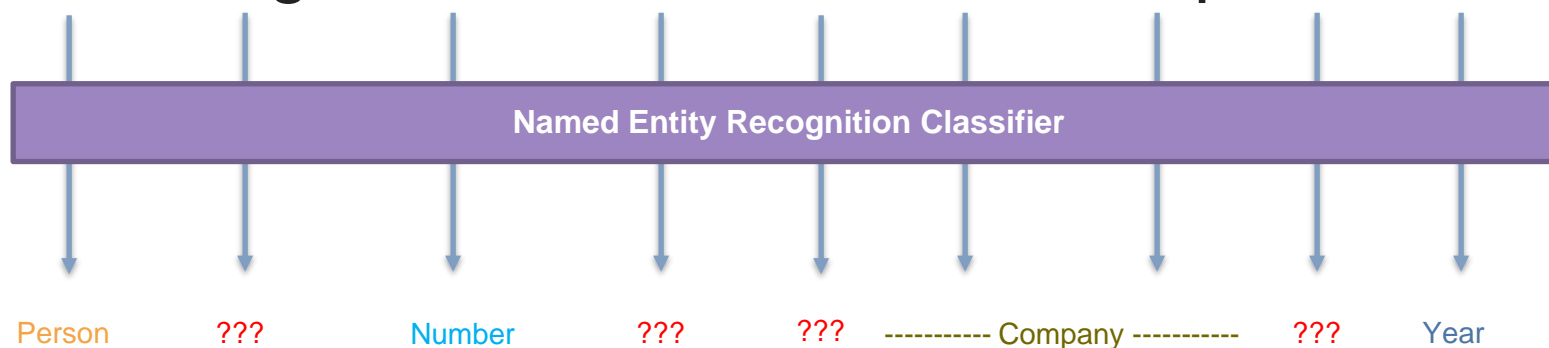 Named Entity Recognition Classifier
Person ??? Number ??? ??? ----------- Company ----------- ??? Year